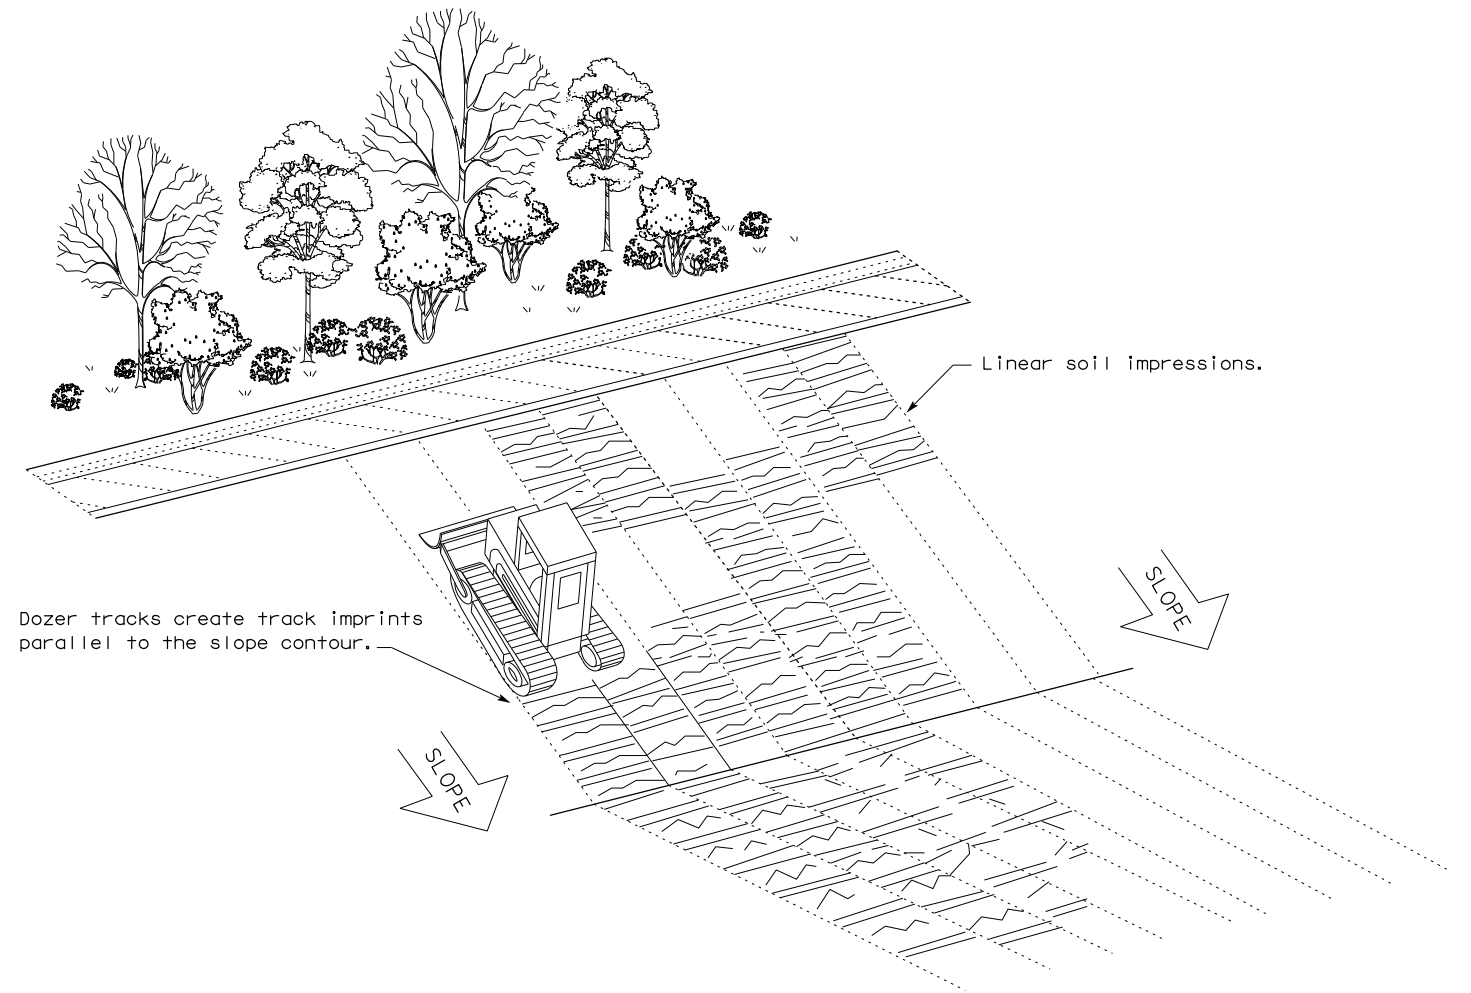 Linear soil impressions.
Dozer tracks create track imprints
parallel to the slope contour.
SLOPE
SLOPE